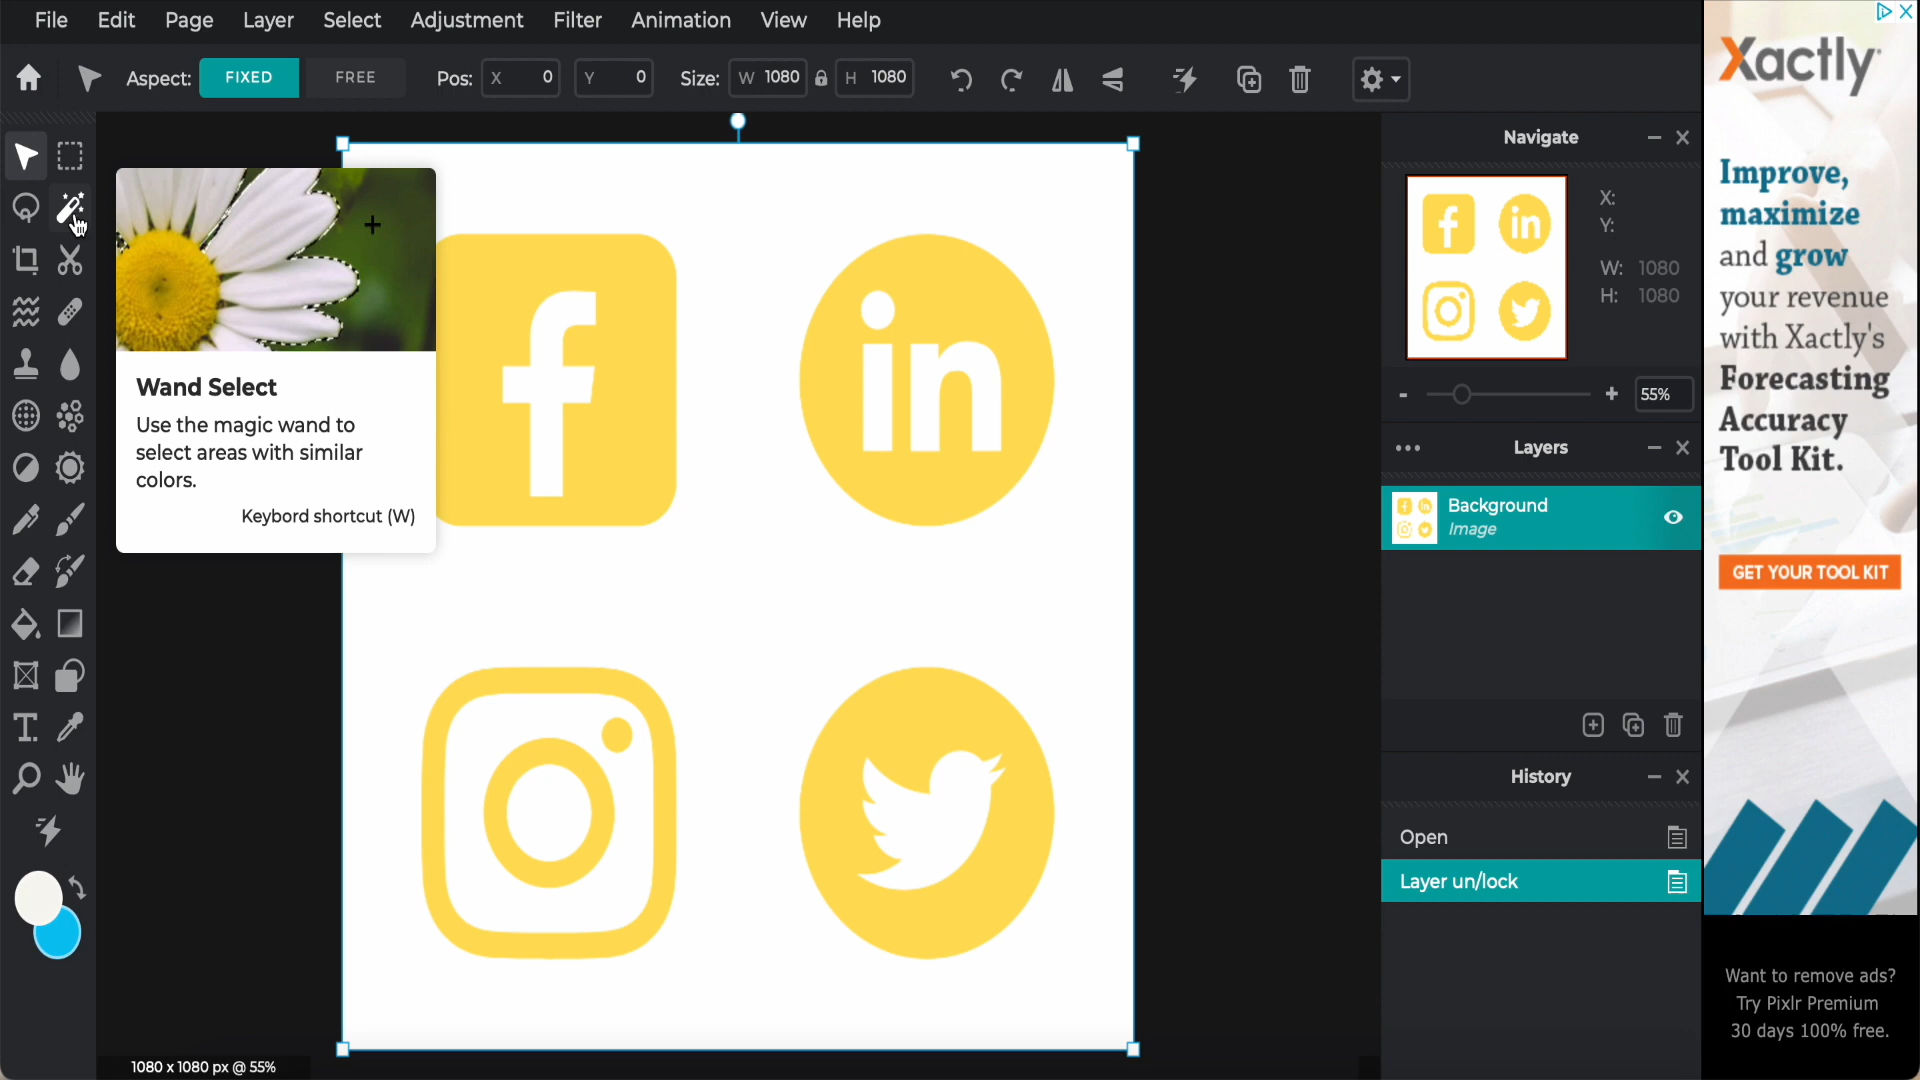 File Edit Page Layer Select Adjustment Filter Animation View Help
Aspect: FIXED FREE Pos: X 0 Y 0 Size: W 1080 H 1080
Wand Select
Use the magic wand to
select areas with similar
colors.
Keybord shortcut (W)
f
in
1080 x 1080 px @ 55%
Navigate
f in
X:
Y:
W: 1080
H: 1080
- + 55%
Layers
Background
Image
History
Open
Layer un/lock
Xactly
Improve,
maximize
and grow
your revenue
with Xactly's
Forecasting
Accuracy
Tool Kit.
GET YOUR TOOL KIT
Want to remove ads?
Try Pixlr Premium
30 days 100% free.